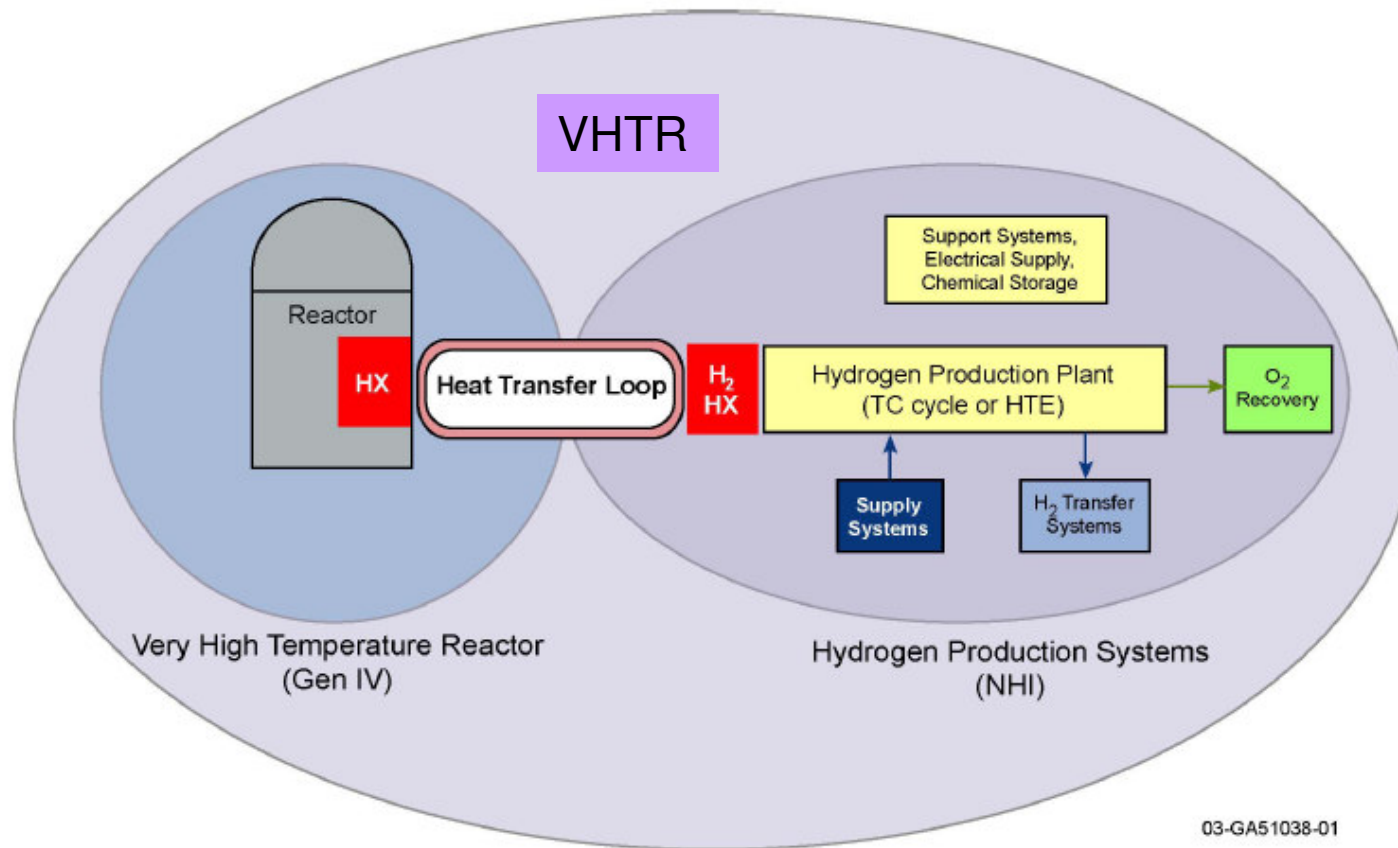 VHTR
Support Systems,
Electrical Supply,
Chemical Storage
Reactor
HX
Heat Transfer Loop
H2
HX
Hydrogen Production Plant
(TC cycle or HTE)
O2
Recovery
Supply
Systems
H2 Transfer
Systems
Very High Temperature Reactor
(Gen IV)
Hydrogen Production Systems
(NHI)
03-GA51038-01